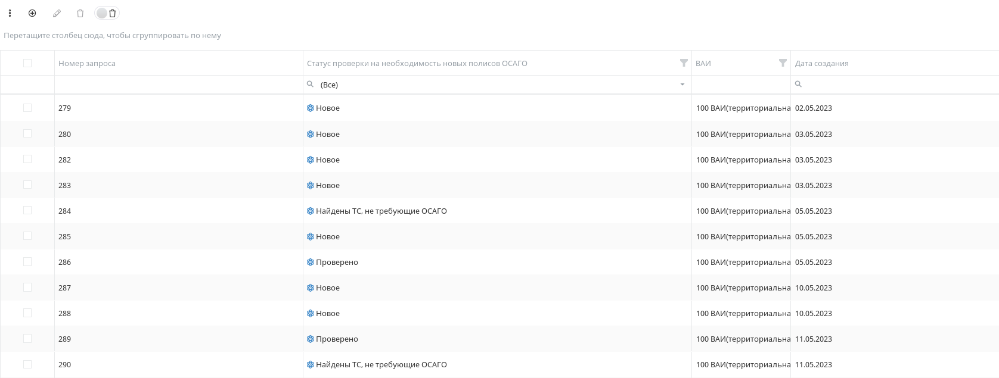 Перетащите столбец сюда, чтобы сгруппировать по нему
Номер запроса Статус проверки на необходимость новых полисов ОСАГО ВАИ Дата создания
(Все)
279 Новое 100 ВАИ(территориальна 02.05.2023
280 Новое 100 ВАИ(территориальна 03.05.2023
282 Новое 100 ВАИ(территориальна 03.05.2023
283 Новое 100 ВАИ(территориальна 03.05.2023
284 Найдены ТС, не требующие ОСАГО 100 ВАИ(территориальна 05.05.2023
285 Новое 100 ВАИ(территориальна 05.05.2023
286 Проверено 100 ВАИ(территориальна 05.05.2023
287 Новое 100 ВАИ(территориальна 10.05.2023
288 Новое 100 ВАИ(территориальна 10.05.2023
289 Проверено 100 ВАИ(территориальна 11.05.2023
290 Найдены ТС, не требующие ОСАГО 100 ВАИ(территориальна 11.05.2023